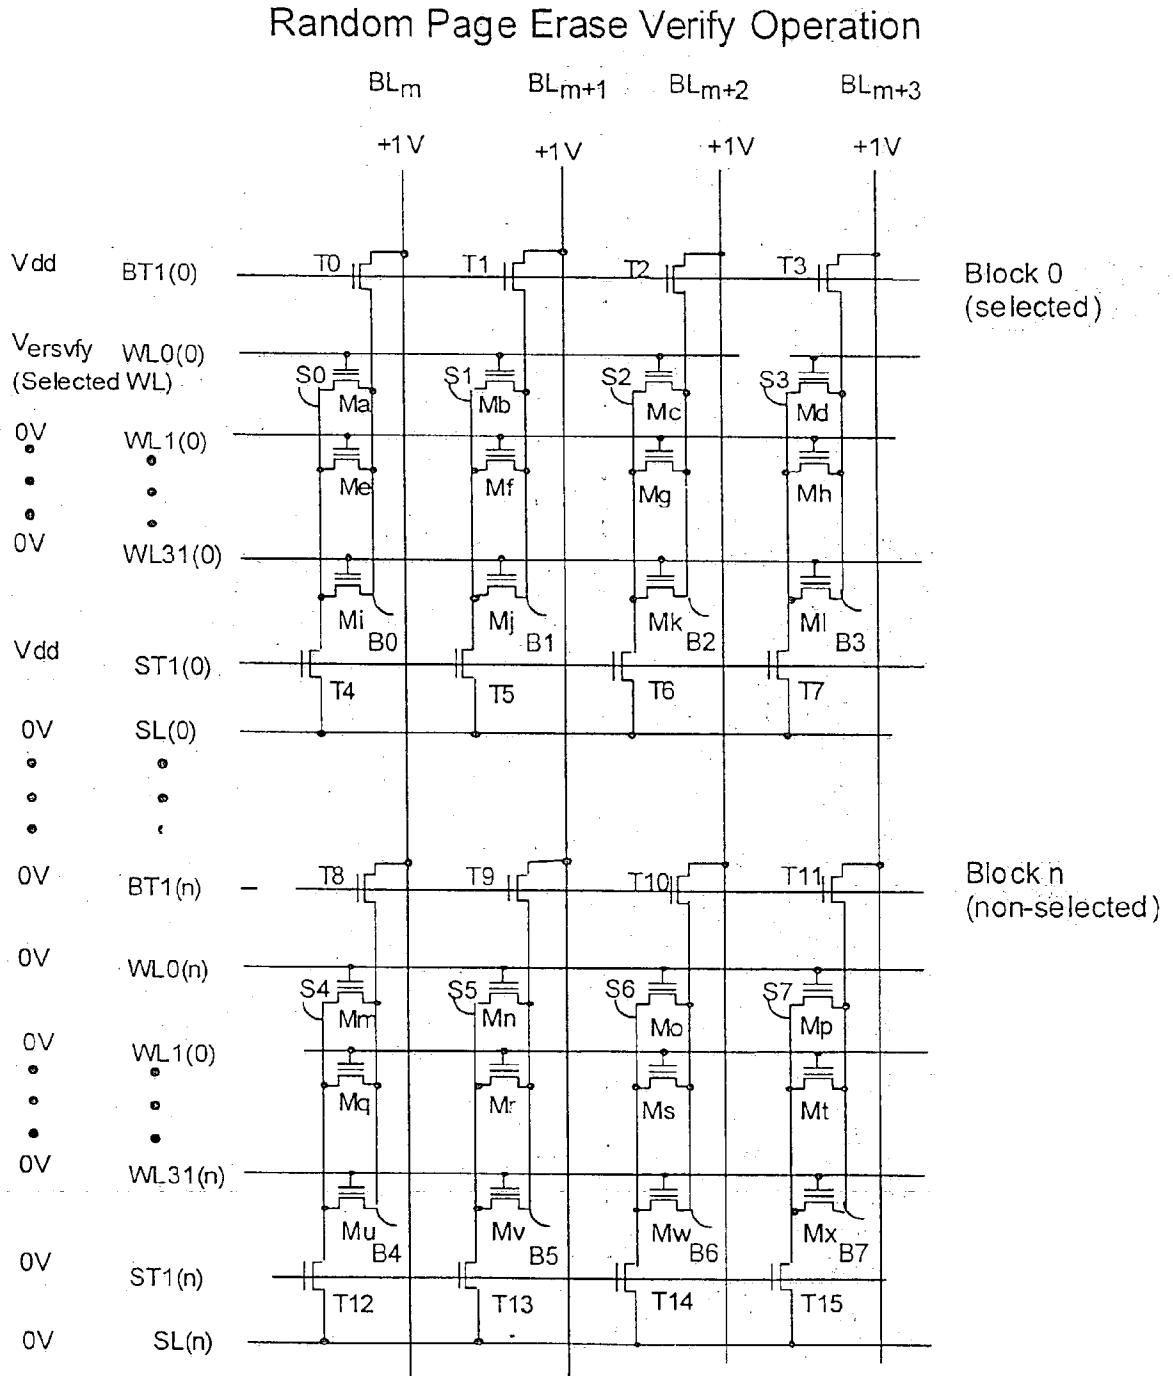 Random Page Erase Verify Operation
BLm BLm+1 BLm+2 BLm+3
+1V +1V +1V +1V
Vdd BT1(0) T0 T1 T2 T3 Block 0
(selected)
Versvfy WL0(0)
(Selected WL) S0 Ma S1 Mb S2 Mc S3 Md
0V WL1(0)
Me Mf Mg Mh
0V WL31(0)
Mi B0 Mj B1 Mk B2 Ml B3
Vdd ST1(0)
T4 T5 T6 T7
0V SL(0)
0V BT1(n) T8 T9 T10 T11 Block n
(non-selected)
0V WL0(n)
S4 Mm S5 Mn S6 Mo S7 Mp
0V WL1(0)
Mq Mr Ms Mt
0V WL31(n)
Mu B4 Mv B5 Mw B6 Mx B7
0V ST1(n)
T12 T13 T14 T15
0V SL(n)